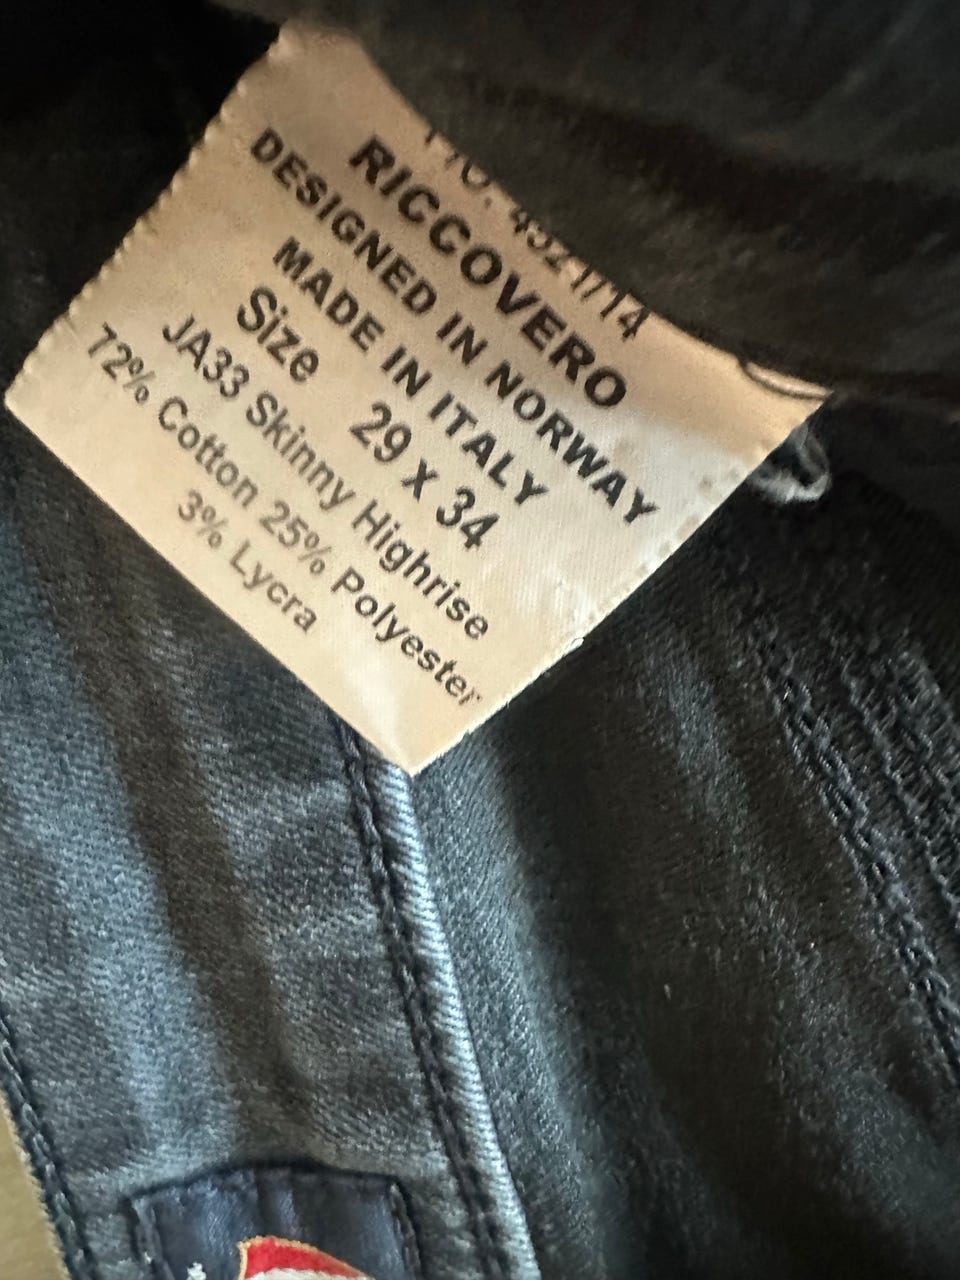 RICCOVERO
DESIGNED IN NORWAY
MADE IN ITALY
Size 29 X 34
JA33 Skinny Highrise
72% Cotton 25% Polyester
3% Lycra